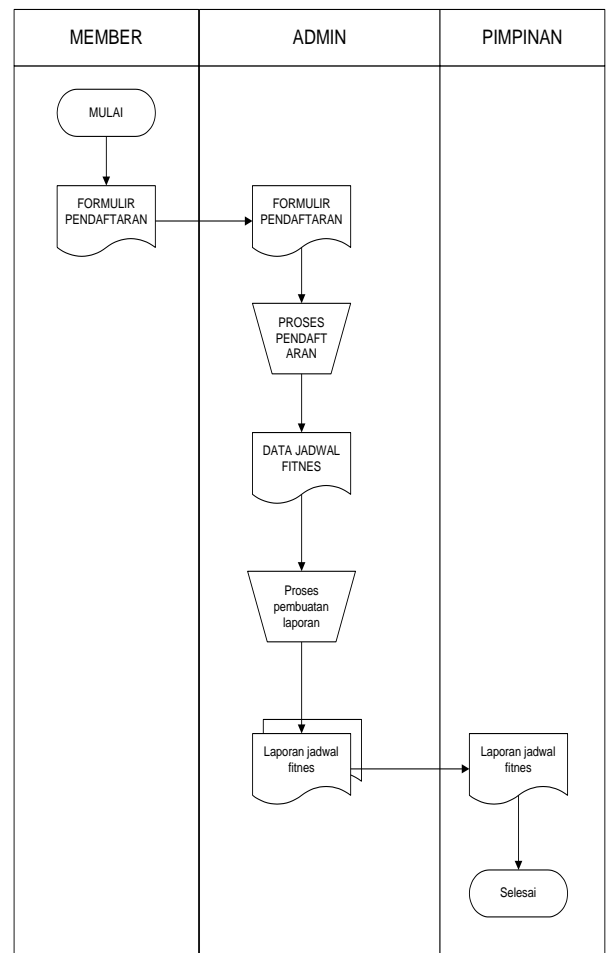 MEMBER
ADMIN
PIMPINAN
MULAI
FORMULIR
PENDAFTARAN
FORMULIR
PENDAFTARAN
PROSES
PENDAFT
ARAN
DATA JADWAL
FITNES
Proses
pembuatan
laporan
Laporan jadwal
fitnes
Laporan jadwal
fitnes
Selesai